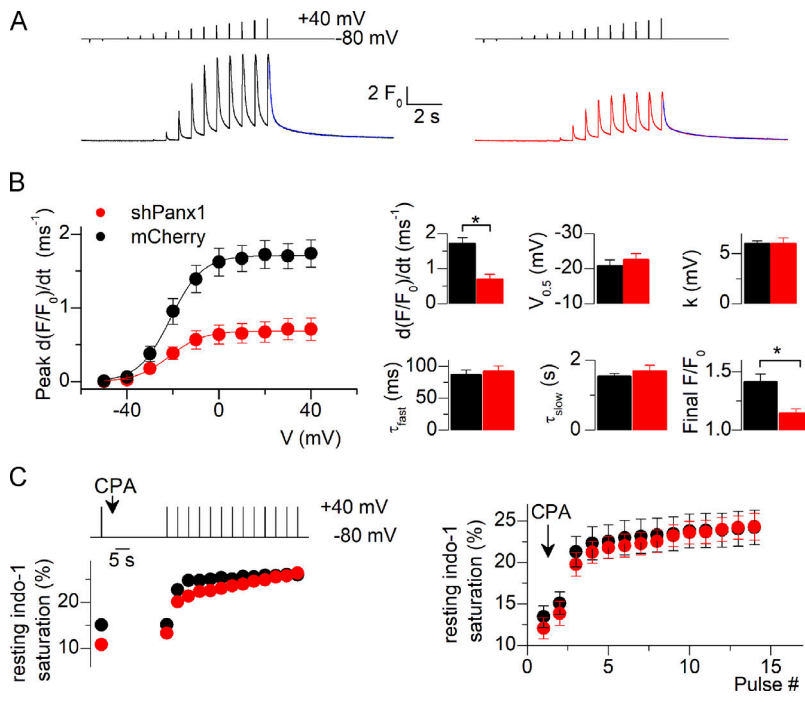 A
+40 mV
-80 mV
2 F₀
2 s
B
shPanx1
mCherry
Peak d(F/F₀)/dt (ms⁻¹)
2
1
0
-40
0
40
V (mV)
d(F/F₀)/dt (ms⁻¹)
2
1
0
*
V₀.₅ (mV)
-30
-20
-10
k (mV)
5
0
τfast (ms)
100
50
0
τslow (s)
2
1
0
Final F/F₀
1.5
1.0
*
C
CPA
+40 mV
-80 mV
5 s
resting indo-1
saturation (%)
20
10
CPA
resting indo-1
saturation (%)
25
20
15
10
0
5
10
15
Pulse #